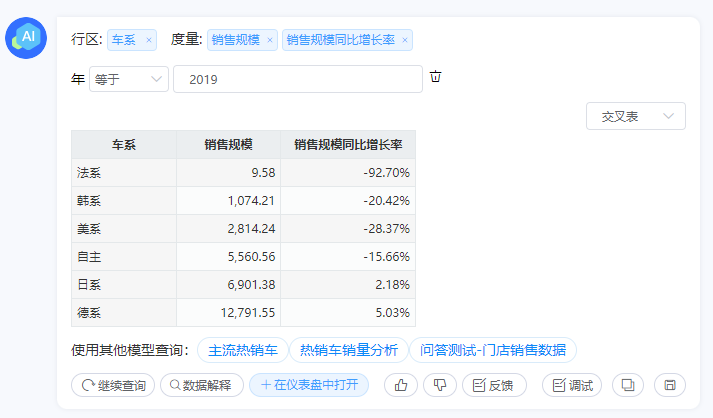 AI
行区: 车系 × 度量: 销售规模 × 销售规模同比增长率 ×
年 等于 2019
交叉表
车系 销售规模 销售规模同比增长率
法系 9.58 -92.70%
韩系 1,074.21 -20.42%
美系 2,814.24 -28.37%
自主 5,560.56 -15.66%
日系 6,901.38 2.18%
德系 12,791.55 5.03%
使用其他模型查询: 主流热销车 热销车销量分析 问答测试-门店销售数据
继续查询 数据解释 + 在仪表盘中打开 反馈 调试